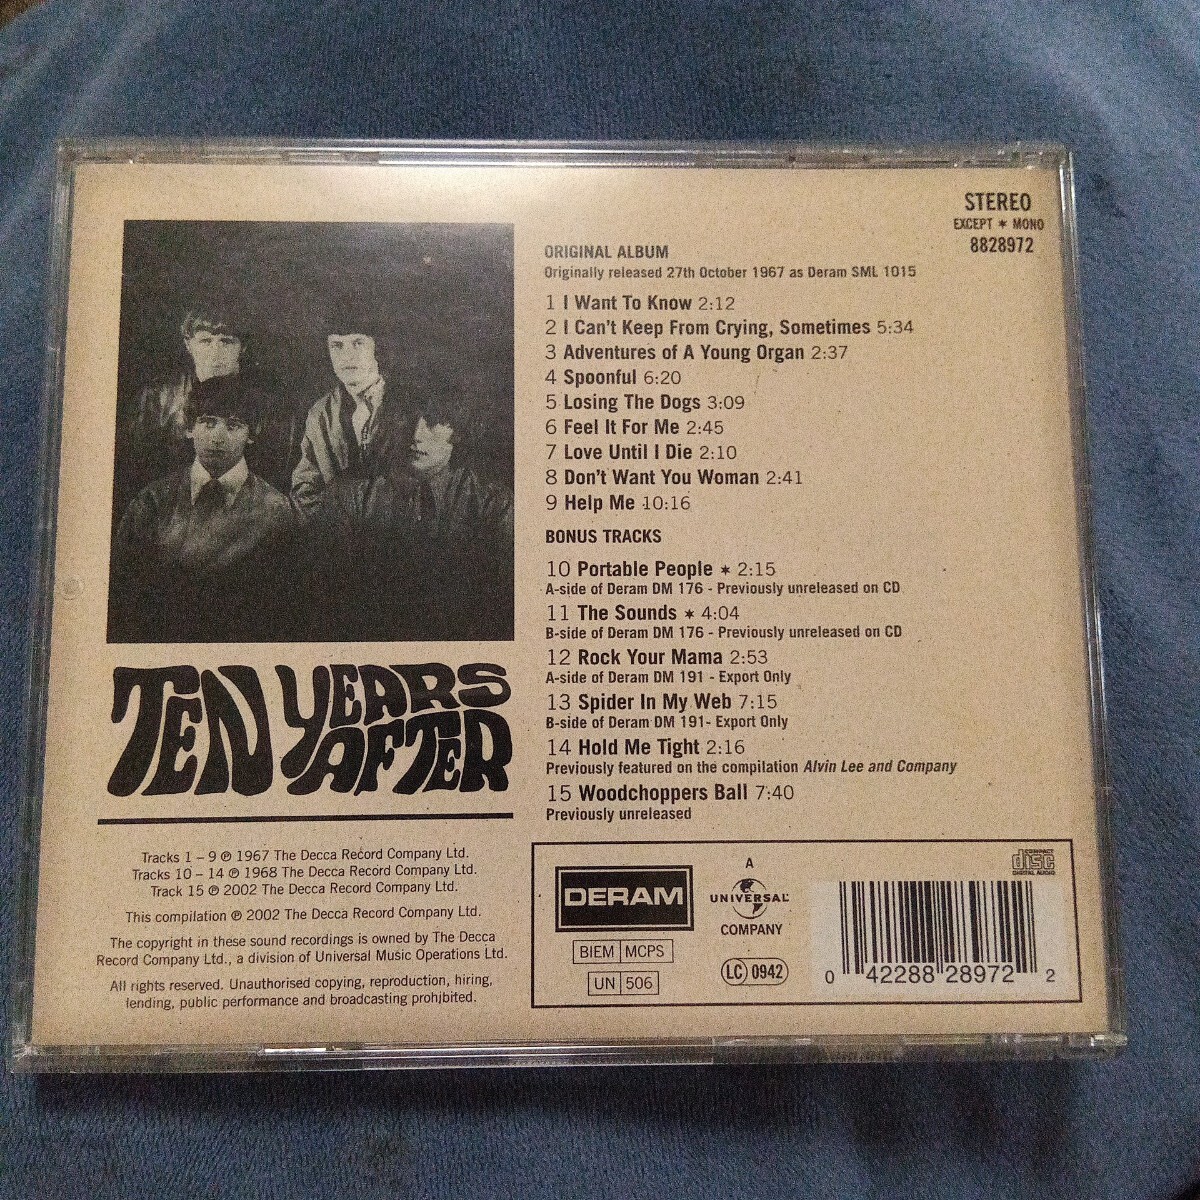 STEREO
EXCEPT * MONO
8828972
ORIGINAL ALBUM
Originally released 27th October 1967 as Deram SML 1015
1 I Want To Know 2:12
2 I Can't Keep From Crying, Sometimes 5:34
3 Adventures of A Young Organ 2:37
4 Spoonful 6:20
5 Losing The Dogs 3:09
6 Feel It For Me 2:45
7 Love Until I Die 2:10
8 Don't Want You Woman 2:41
9 Help Me 10:16
BONUS TRACKS
10 Portable People * 2:15
A-side of Deram DM 176 - Previously unreleased on CD
11 The Sounds * 4:04
B-side of Deram DM 176 - Previously unreleased on CD
12 Rock Your Mama 2:53
A-side of Deram DM 191 - Export Only
13 Spider In My Web 7:15
B-side of Deram DM 191- Export Only
14 Hold Me Tight 2:16
Previously featured on the compilation Alvin Lee and Company
15 Woodchoppers Ball 7:40
Previously unreleased
TEN YEARS
AFTER
Tracks 1 – 9 ℗ 1967 The Decca Record Company Ltd.
Tracks 10 – 14 ℗ 1968 The Decca Record Company Ltd.
Track 15 ℗ 2002 The Decca Record Company Ltd.
This compilation ℗ 2002 The Decca Record Company Ltd.
The copyright in these sound recordings is owned by The Decca
Record Company Ltd., a division of Universal Music Operations Ltd.
All rights reserved. Unauthorised copying, reproduction, hiring,
lending, public performance and broadcasting prohibited.
DERAM
BIEM MCPS
UN 506
A
UNIVERSAL
COMPANY
LC 0942
COMPACT
disc
DIGITAL AUDIO
0 42288 28972 2